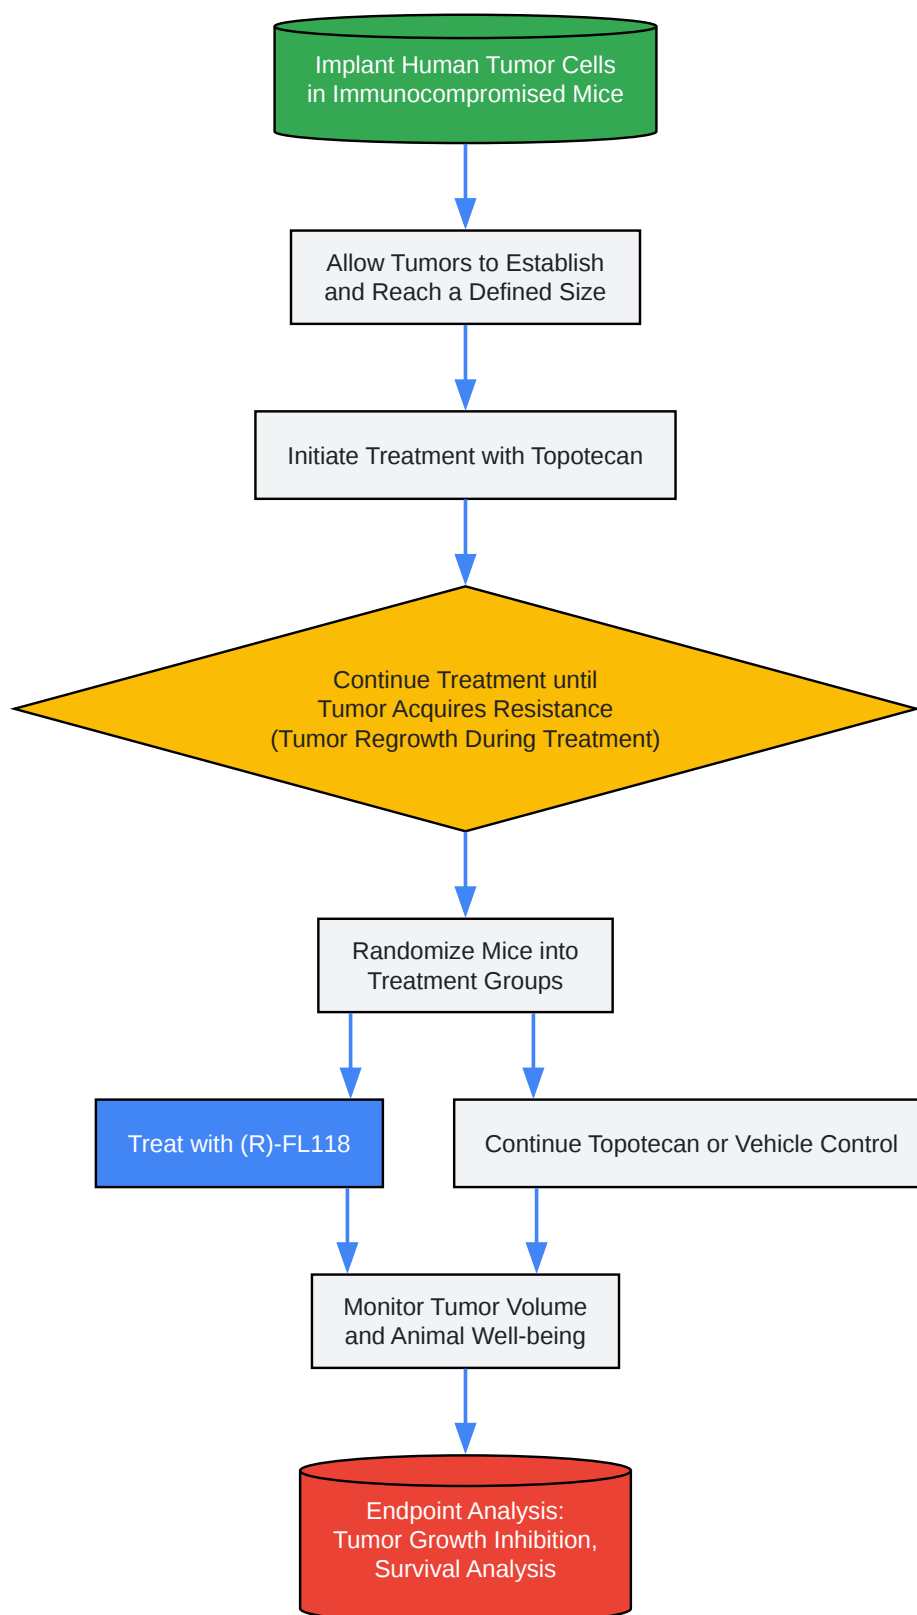 Implant Human Tumor Cells
in Immunocompromised Mice
Allow Tumors to Establish
and Reach a Defined Size
Initiate Treatment with Topotecan
Continue Treatment until
Tumor Acquires Resistance
(Tumor Regrowth During Treatment)
Randomize Mice into
Treatment Groups
Treat with (R)-FL118
Continue Topotecan or Vehicle Control
Monitor Tumor Volume
and Animal Well-being
Endpoint Analysis:
Tumor Growth Inhibition,
Survival Analysis